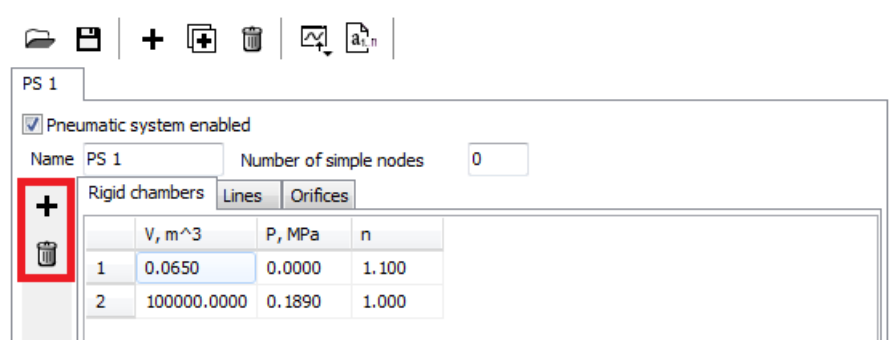 a1..n
PS 1
Pneumatic system enabled
Name PS 1 Number of simple nodes 0
Rigid chambers Lines Orifices
V, m^3 P, MPa n
1 0.0650 0.0000 1.100
2 100000.0000 0.1890 1.000